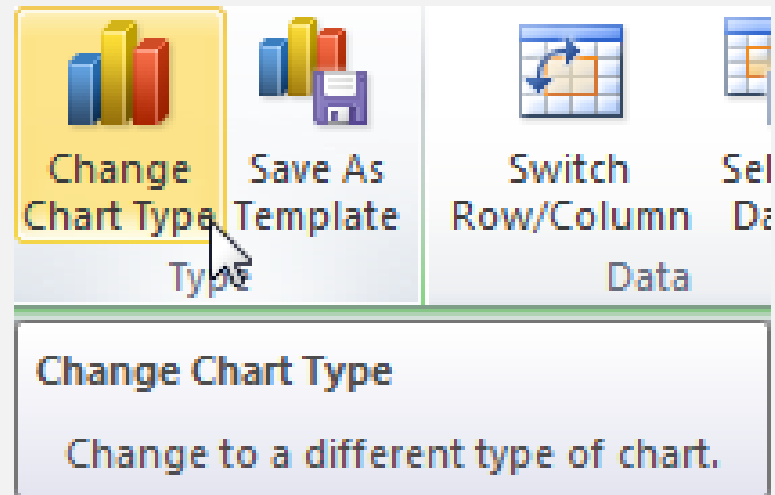 Change
Chart Type
Save As
Template
Type
Switch
Row/Column
Data
Change Chart Type
Change to a different type of chart.